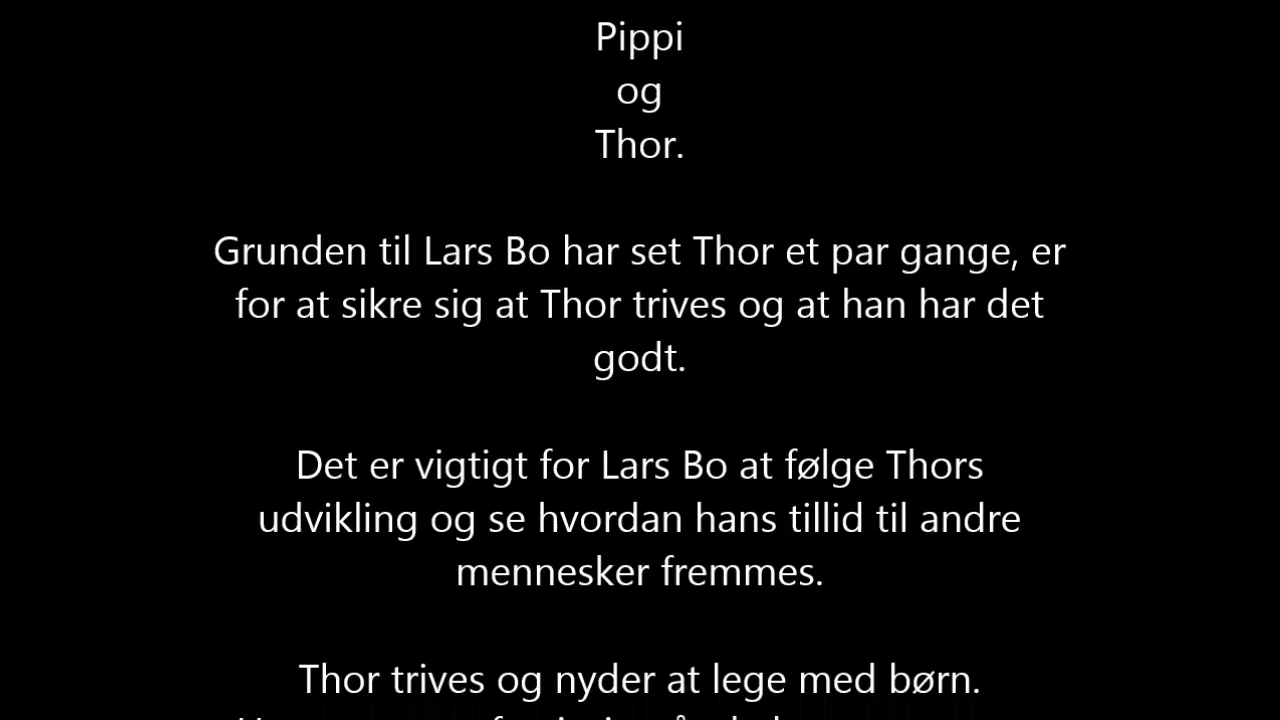 Pippi
og
Thor.
Grunden til Lars Bo har set Thor et par gange, er
for at sikre sig at Thor trives og at han har det
godt.
Det er vigtigt for Lars Bo at følge Thors
udvikling og se hvordan hans tillid til andre
mennesker fremmes.
Thor trives og nyder at lege med børn.